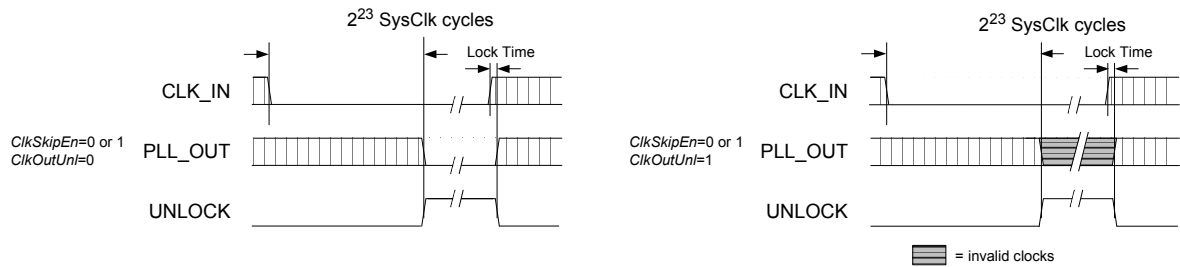 2²³ SysClk cycles
Lock Time
CLK_IN
ClkSkipEn=0 or 1
ClkOutUnl=0
PLL_OUT
UNLOCK
2²³ SysClk cycles
Lock Time
CLK_IN
ClkSkipEn=0 or 1
ClkOutUnl=1
PLL_OUT
UNLOCK
= invalid clocks